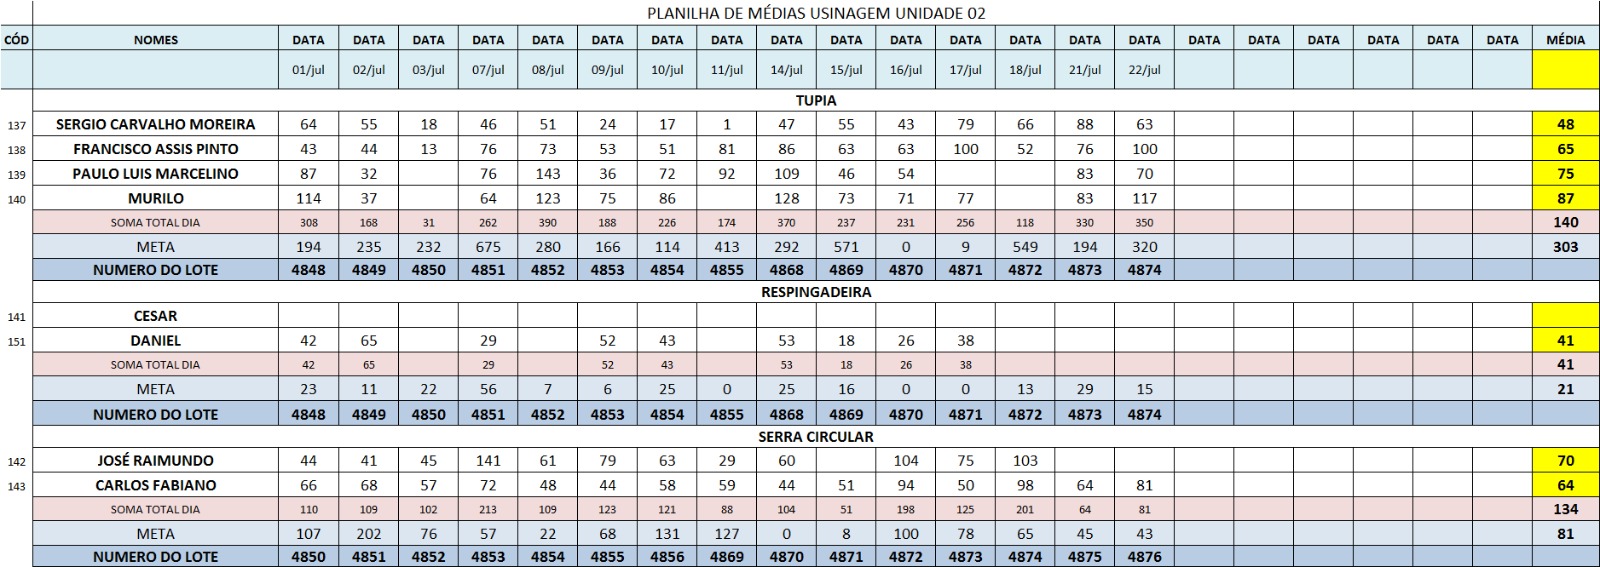 PLANILHA DE MÉDIAS USINAGEM UNIDADE 02
CÓD NOMES DATA DATA DATA DATA DATA DATA DATA DATA DATA DATA DATA DATA DATA DATA DATA DATA DATA DATA DATA DATA DATA MÉDIA
01/jul 02/jul 03/jul 07/jul 08/jul 09/jul 10/jul 11/jul 14/jul 15/jul 16/jul 17/jul 18/jul 21/jul 22/jul
TUPIA
137 SERGIO CARVALHO MOREIRA 64 55 18 46 51 24 17 1 47 55 43 79 66 88 63 48
138 FRANCISCO ASSIS PINTO 43 44 13 76 73 53 51 81 86 63 63 100 52 76 100 65
139 PAULO LUIS MARCELINO 87 32 76 143 36 72 92 109 46 54 83 70 75
140 MURILO 114 37 64 123 75 86 128 73 71 77 83 117 87
SOMA TOTAL DIA 308 168 31 262 390 188 226 174 370 237 231 256 118 330 350 140
META 194 235 232 675 280 166 114 413 292 571 0 9 549 194 320 303
NUMERO DO LOTE 4848 4849 4850 4851 4852 4853 4854 4855 4868 4869 4870 4871 4872 4873 4874
RESPINGADEIRA
141 CESAR
151 DANIEL 42 65 29 52 43 53 18 26 38 41
SOMA TOTAL DIA 42 65 29 52 43 53 18 26 38 41
META 23 11 22 56 7 6 25 0 25 16 0 0 13 29 15 21
NUMERO DO LOTE 4848 4849 4850 4851 4852 4853 4854 4855 4868 4869 4870 4871 4872 4873 4874
SERRA CIRCULAR
142 JOSÉ RAIMUNDO 44 41 45 141 61 79 63 29 60 104 75 103 70
143 CARLOS FABIANO 66 68 57 72 48 44 58 59 44 51 94 50 98 64 81 64
SOMA TOTAL DIA 110 109 102 213 109 123 121 88 104 51 198 125 201 64 81 134
META 107 202 76 57 22 68 131 127 0 8 100 78 65 45 43 81
NUMERO DO LOTE 4850 4851 4852 4853 4854 4855 4856 4869 4870 4871 4872 4873 4874 4875 4876